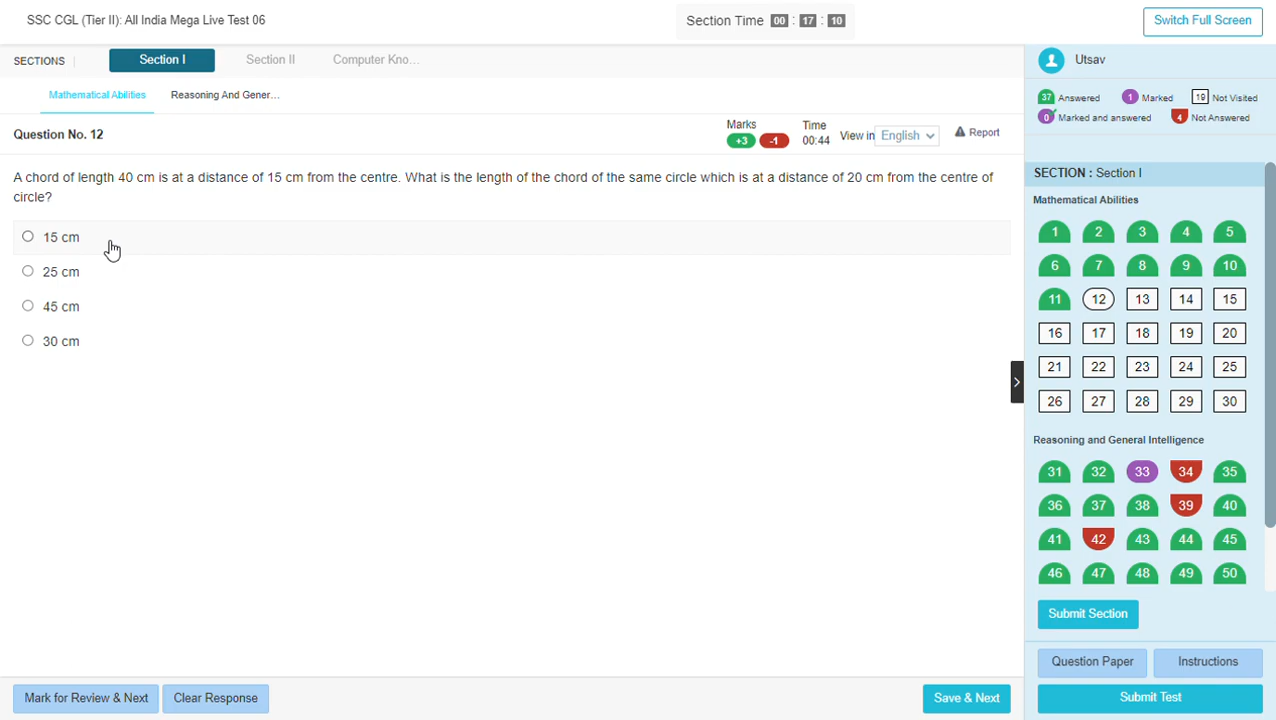 SSC CGL (Tier II): All India Mega Live Test 06
Section Time 00 : 17 : 10
Switch Full Screen
SECTIONS
Section I
Section II
Computer Kno...
Utsav
Mathematical Abilities
Reasoning And Gener...
37 Answered
1 Marked
19 Not Visited
0 Marked and answered
4 Not Answered
Question No. 12
Marks
+3 -1
Time
00:44
View in English
Report
A chord of length 40 cm is at a distance of 15 cm from the centre. What is the length of the chord of the same circle which is at a distance of 20 cm from the centre of
circle?
15 cm
25 cm
45 cm
30 cm
SECTION : Section I
Mathematical Abilities
1 2 3 4 5
6 7 8 9 10
11 12 13 14 15
16 17 18 19 20
21 22 23 24 25
26 27 28 29 30
Reasoning and General Intelligence
31 32 33 34 35
36 37 38 39 40
41 42 43 44 45
46 47 48 49 50
Submit Section
Question Paper
Instructions
Mark for Review & Next
Clear Response
Save & Next
Submit Test